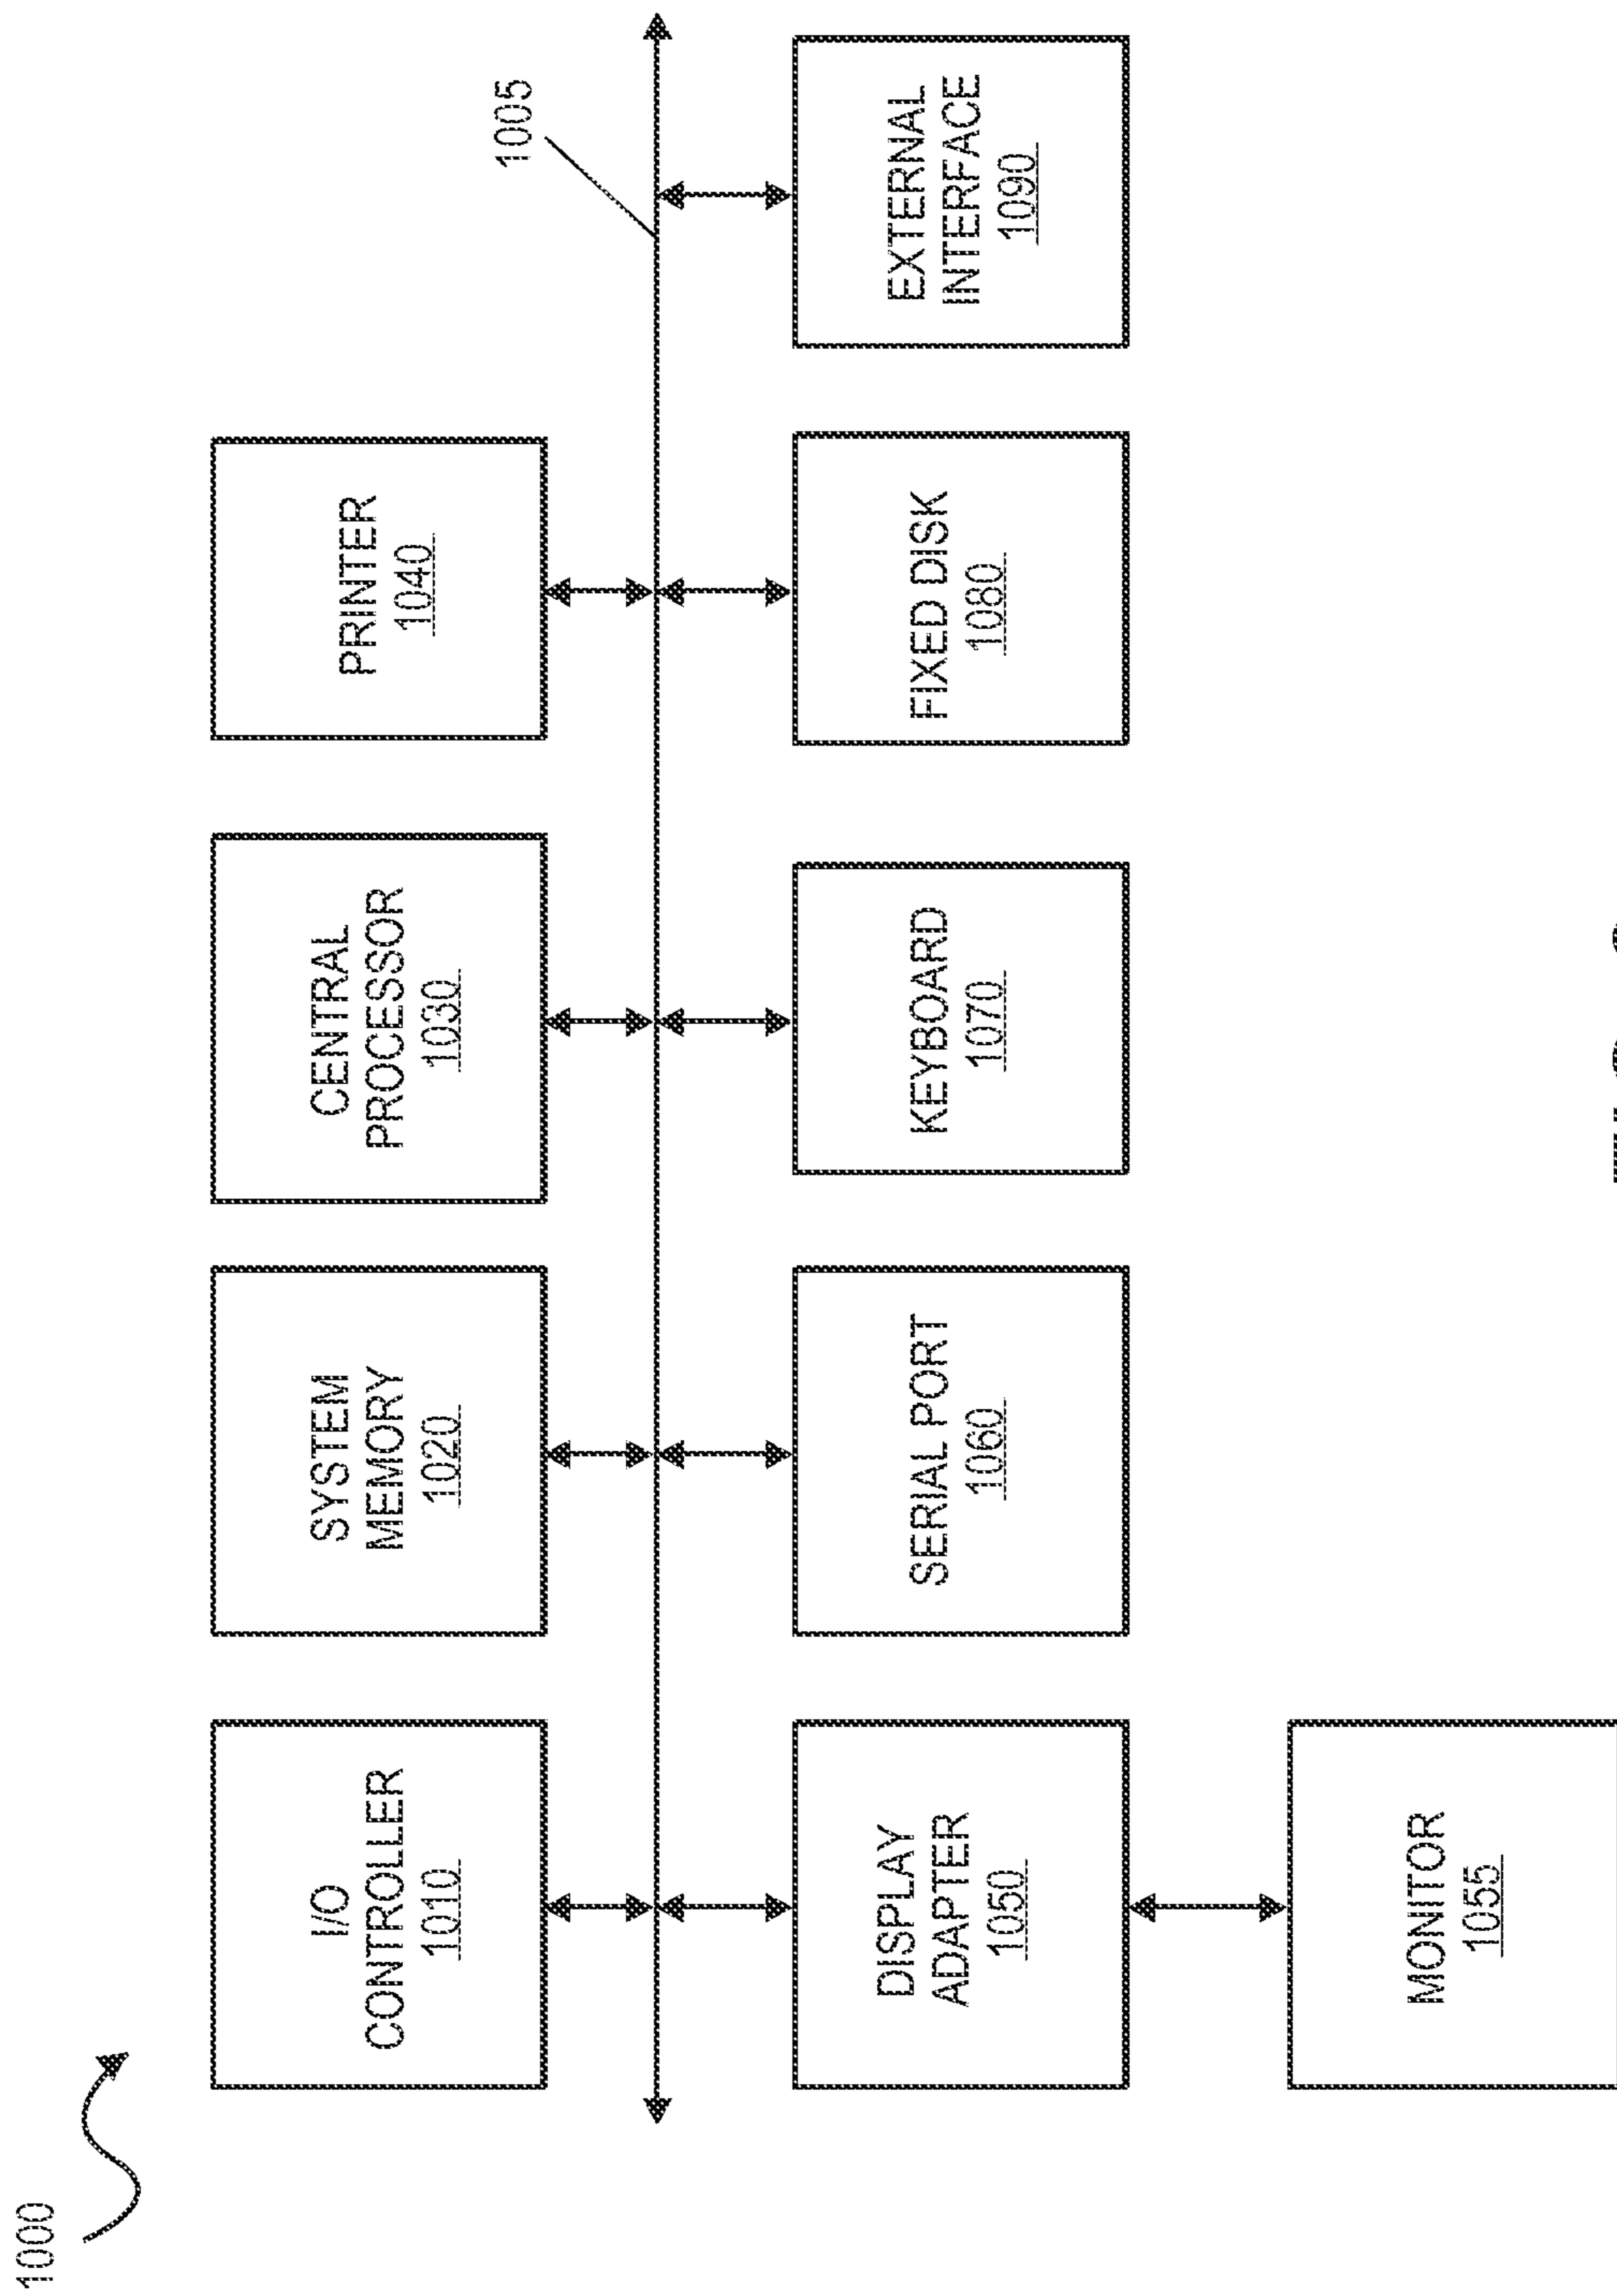 1000
1005
I/O
CONTROLLER
1010
SYSTEM
MEMORY
1020
CENTRAL
PROCESSOR
1030
PRINTER
1040
DISPLAY
ADAPTER
1050
SERIAL PORT
1060
KEYBOARD
1070
FIXED DISK
1080
EXTERNAL
INTERFACE
1090
MONITOR
1055